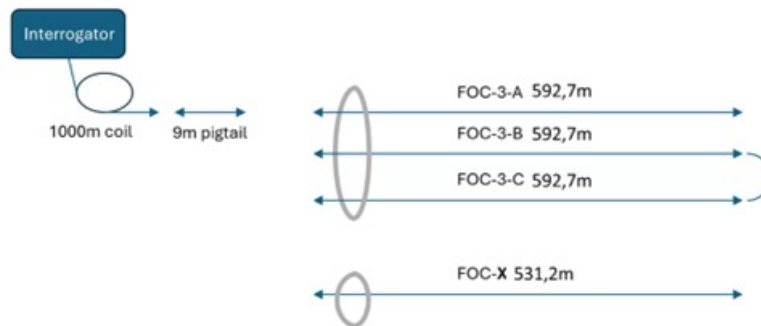 Interrogator
1000m coil
9m pigtail
FOC-3-A 592,7m
FOC-3-B 592,7m
FOC-3-C 592,7m
FOC-X 531,2m